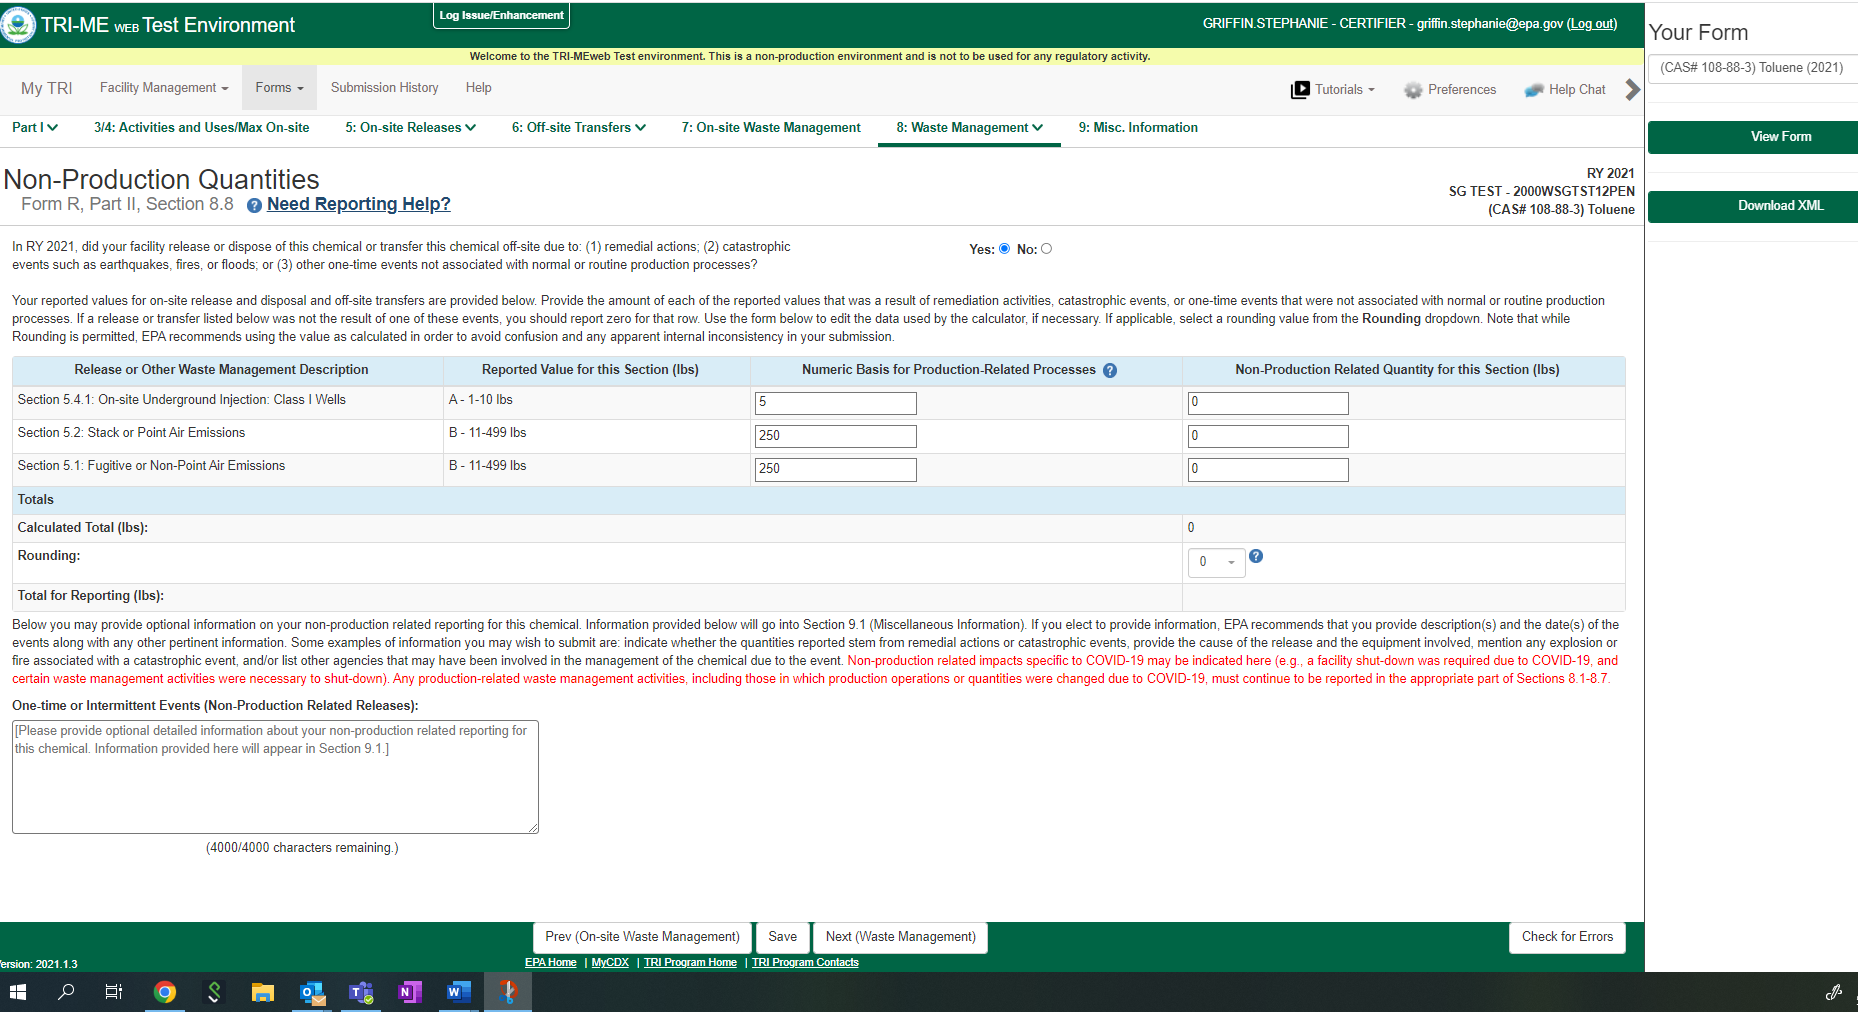 TRI-ME WEB Test Environment
Log Issue/Enhancement
GRIFFIN.STEPHANIE - CERTIFIER - griffin.stephanie@epa.gov (Log out)
Your Form
Welcome to the TRI-MEweb Test environment. This is a non-production environment and is not to be used for any regulatory activity.
(CAS# 108-88-3) Toluene (2021)
My TRI Facility Management Forms Submission History Help Tutorials Preferences Help Chat
Part I 3/4: Activities and Uses/Max On-site 5: On-site Releases 6: Off-site Transfers 7: On-site Waste Management 8: Waste Management 9: Misc. Information
View Form
Non-Production Quantities
RY 2021
Form R, Part II, Section 8.8 ? Need Reporting Help?
SG TEST - 2000WSGTST12PEN
(CAS# 108-88-3) Toluene
Download XML
In RY 2021, did your facility release or dispose of this chemical or transfer this chemical off-site due to: (1) remedial actions; (2) catastrophic
events such as earthquakes, fires, or floods; or (3) other one-time events not associated with normal or routine production processes?
Yes: No:
Your reported values for on-site release and disposal and off-site transfers are provided below. Provide the amount of each of the reported values that was a result of remediation activities, catastrophic events, or one-time events that were not associated with normal or routine production
processes. If a release or transfer listed below was not the result of one of these events, you should report zero for that row. Use the form below to edit the data used by the calculator, if necessary. If applicable, select a rounding value from the Rounding dropdown. Note that while
Rounding is permitted, EPA recommends using the value as calculated in order to avoid confusion and any apparent internal inconsistency in your submission.
Release or Other Waste Management Description Reported Value for this Section (lbs) Numeric Basis for Production-Related Processes ? Non-Production Related Quantity for this Section (lbs)
Section 5.4.1: On-site Underground Injection: Class I Wells A - 1-10 lbs 5 0
Section 5.2: Stack or Point Air Emissions B - 11-499 lbs 250 0
Section 5.1: Fugitive or Non-Point Air Emissions B - 11-499 lbs 250 0
Totals
Calculated Total (lbs): 0
Rounding: 0 ?
Total for Reporting (lbs):
Below you may provide optional information on your non-production related reporting for this chemical. Information provided below will go into Section 9.1 (Miscellaneous Information). If you elect to provide information, EPA recommends that you provide description(s) and the date(s) of the
events along with any other pertinent information. Some examples of information you may wish to submit are: indicate whether the quantities reported stem from remedial actions or catastrophic events, provide the cause of the release and the equipment involved, mention any explosion or
fire associated with a catastrophic event, and/or list other agencies that may have been involved in the management of the chemical due to the event. Non-production related impacts specific to COVID-19 may be indicated here (e.g., a facility shut-down was required due to COVID-19, and
certain waste management activities were necessary to shut-down). Any production-related waste management activities, including those in which production operations or quantities were changed due to COVID-19, must continue to be reported in the appropriate part of Sections 8.1-8.7.
One-time or Intermittent Events (Non-Production Related Releases):
[Please provide optional detailed information about your non-production related reporting for
this chemical. Information provided here will appear in Section 9.1.]
(4000/4000 characters remaining.)
Prev (On-site Waste Management) Save Next (Waste Management) Check for Errors
ersion: 2021.1.3
EPA Home | MyCDX | TRI Program Home | TRI Program Contacts